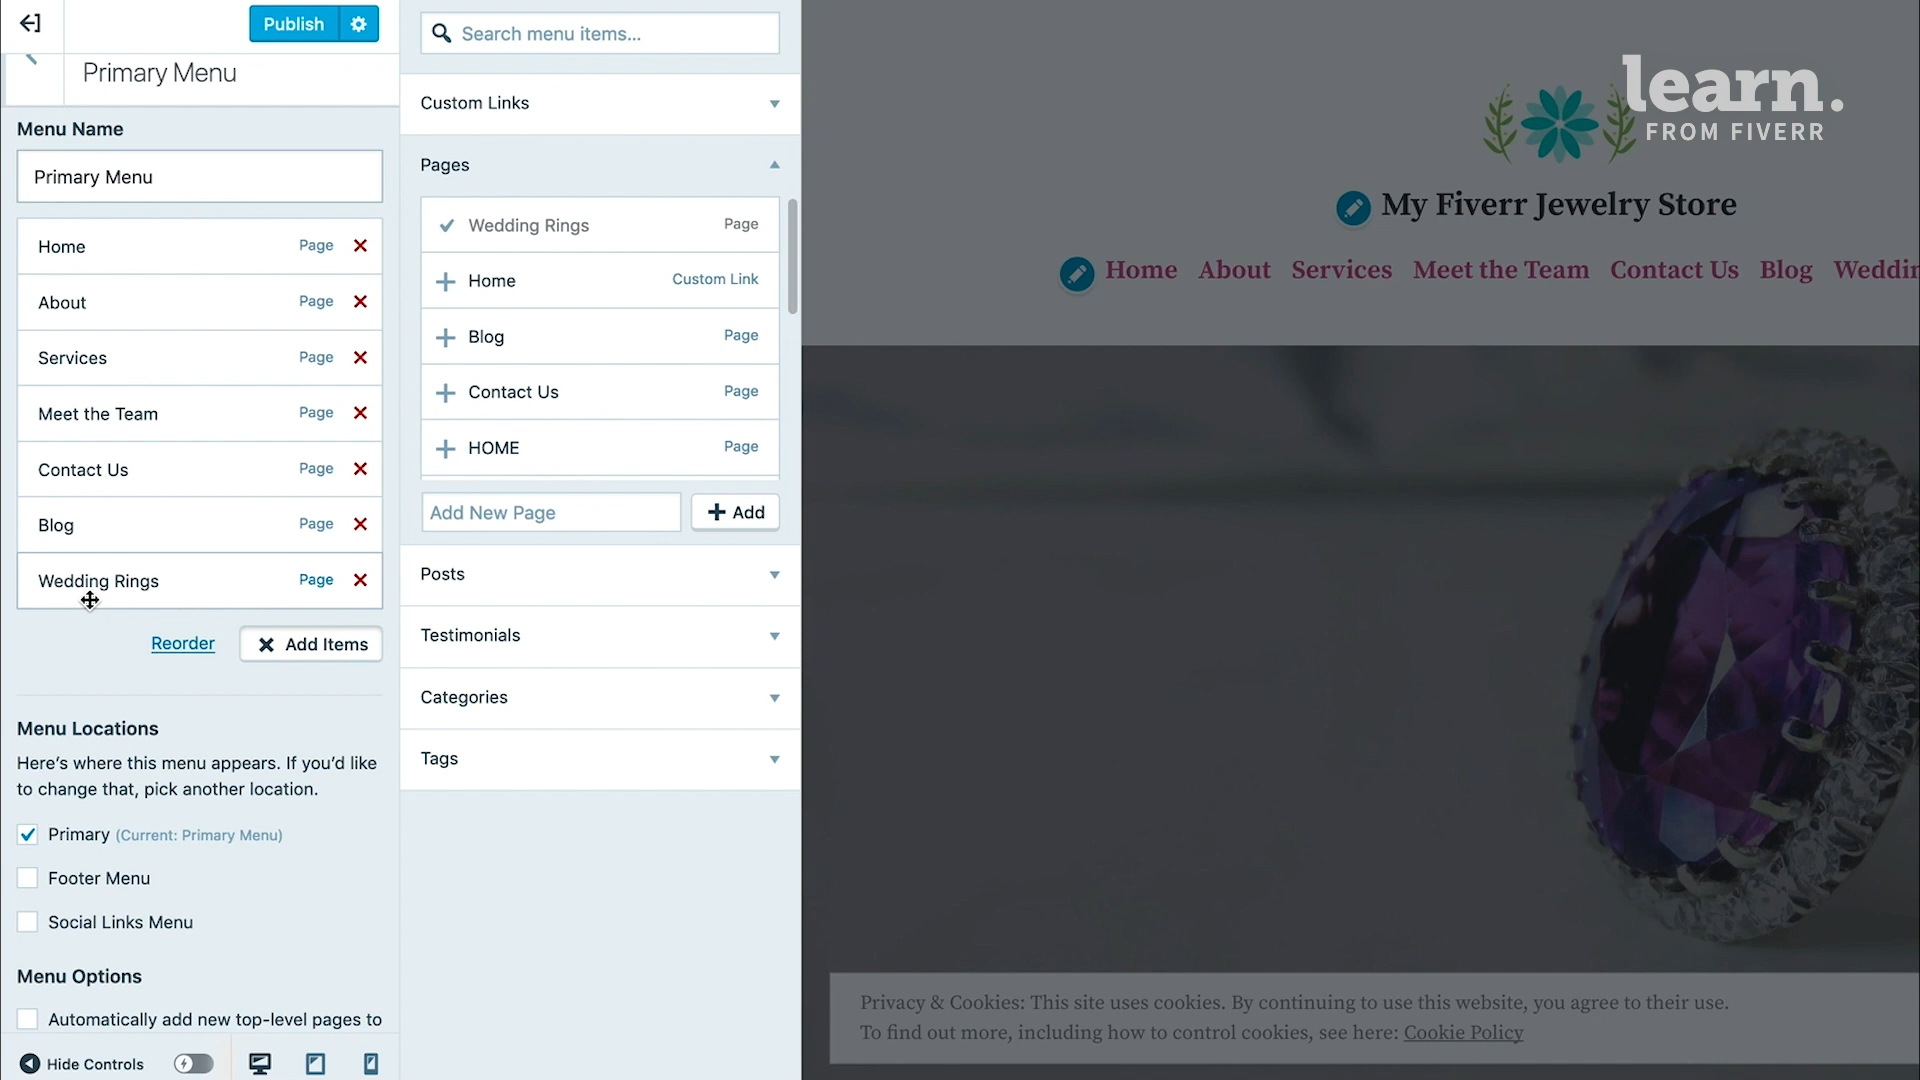 Publish
Primary Menu
Menu Name
Primary Menu
Home Page
About Page
Services Page
Meet the Team Page
Contact Us Page
Blog Page
Wedding Rings Page
Reorder
Add Items
Menu Locations
Here’s where this menu appears. If you’d like
to change that, pick another location.
Primary (Current: Primary Menu)
Footer Menu
Social Links Menu
Menu Options
Automatically add new top-level pages to
Hide Controls
Search menu items...
Custom Links
Pages
Wedding Rings Page
Home Custom Link
Blog Page
Contact Us Page
HOME Page
Add New Page
Add
Posts
Testimonials
Categories
Tags
learn.
FROM FIVERR
My Fiverr Jewelry Store
Home About Services Meet the Team Contact Us Blog Weddin
Privacy & Cookies: This site uses cookies. By continuing to use this website, you agree to their use.
To find out more, including how to control cookies, see here: Cookie Policy